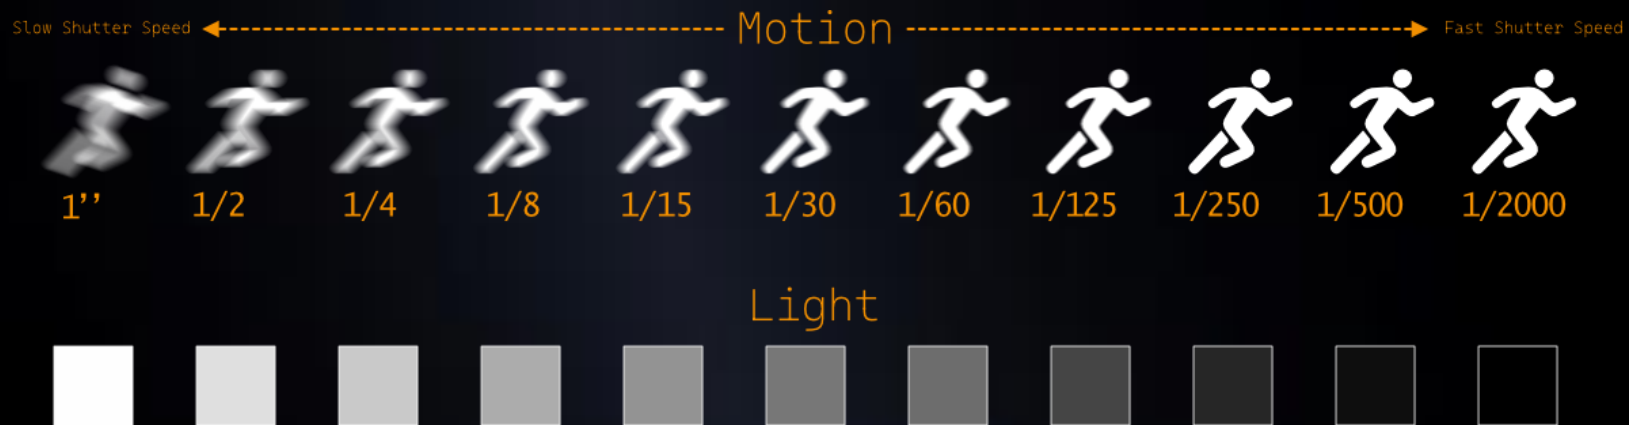 Slow Shutter Speed Motion Fast Shutter Speed
1’’ 1/2 1/4 1/8 1/15 1/30 1/60 1/125 1/250 1/500 1/2000
Light